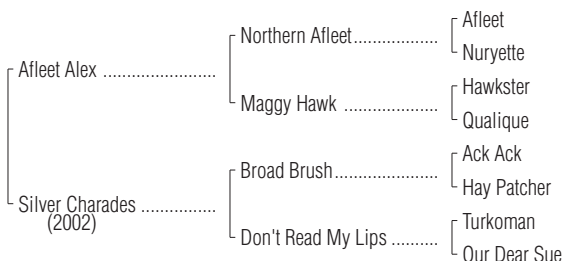 Afleet
Northern Afleet..................
Nuryette
Afleet Alex ........................
Hawkster
Maggy Hawk ....................
Qualique
Ack Ack
Broad Brush......................
Hay Patcher
Silver Charades ................
(2002)
Turkoman
Don't Read My Lips ..........
Our Dear Sue